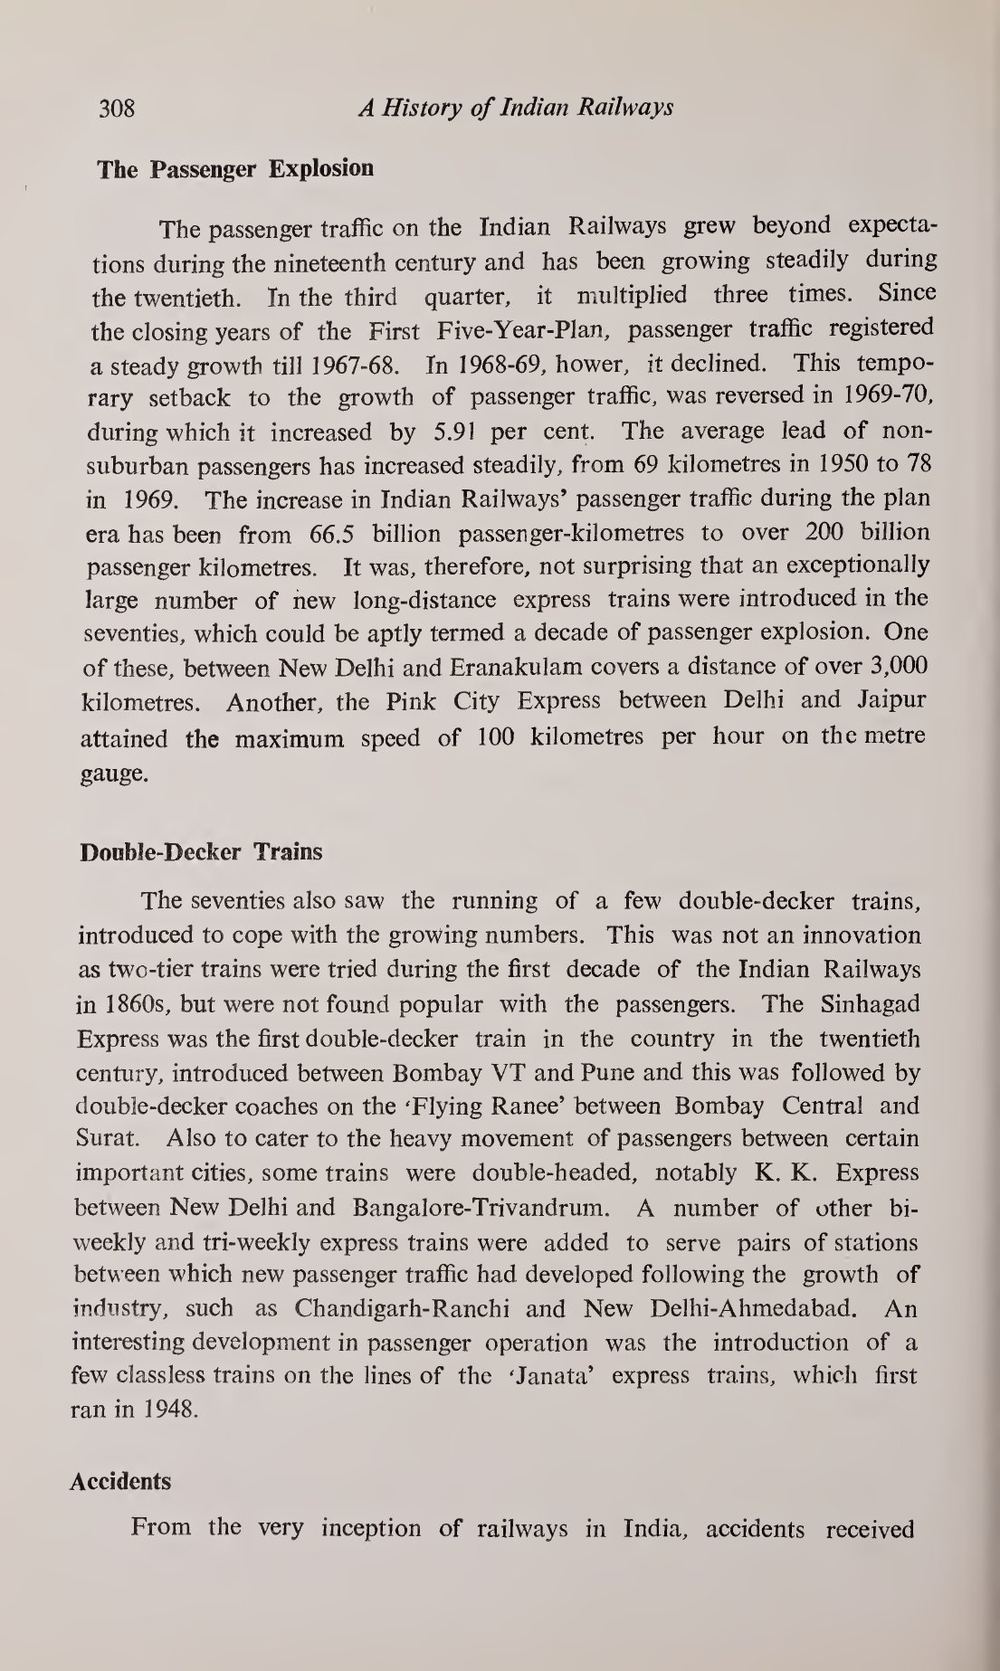 308
A History of Indian Railways
The Passenger Explosion
The passenger traffic on the Indian Railways grew beyond expecta-
tions during the nineteenth century and has been growing steadily during
the twentieth. In the third quarter, it multiplied three times. Since
the closing years of the First Five-Year-Plan, passenger traffic registered
a steady growth till 1967-68. In 1968-69, hower, it declined. This tempo-
rary setback to the growth of passenger traffic, was reversed in 1969-70,
during which it increased by 5.91 per cent. The average lead of non-
suburban passengers has increased steadily, from 69 kilometres in 1950 to 78
in 1969. The increase in Indian Railways' passenger traffic during the plan
era has been from 66.5 billion passenger-kilometres to over 200 billion
passenger kilometres. It was, therefore, not surprising that an exceptionally
large number of new long-distance express trains were introduced in the
seventies, which could be aptly termed a decade of passenger explosion. One
of these, between New Delhi and Eranakulam covers a distance of over 3,000
kilometres. Another, the Pink City Express between Delhi and Jaipur
attained the maximum speed of 100 kilometres per hour on the metre
gauge.
Double-Decker Trains
The seventies also saw the running of a few double-decker trains,
introduced to cope with the growing numbers. This was not an innovation
as two-tier trains were tried during the first decade of the Indian Railways
in 1860s, but were not found popular with the passengers. The Sinhagad
Express was the first double-decker train in the country in the twentieth
century, introduced between Bombay VT and Pune and this was followed by
double-decker coaches on the 'Flying Ranee' between Bombay Central and
Surat. Also to cater to the heavy movement of passengers between certain
important cities, some trains were double-headed, notably K. K. Express
between New Delhi and Bangalore-Trivandrum. A number of other bi-
weekly and tri-weekly express trains were added to serve pairs of stations
between which new passenger traffic had developed following the growth of
industry, such as Chandigarh-Ranchi and New Delhi-Ahmedabad. An
interesting development in passenger operation was the introduction of a
few classless trains on the lines of the 'Janata' express trains, which first
ran in 1948.
Accidents
From the very inception of railways in India, accidents received